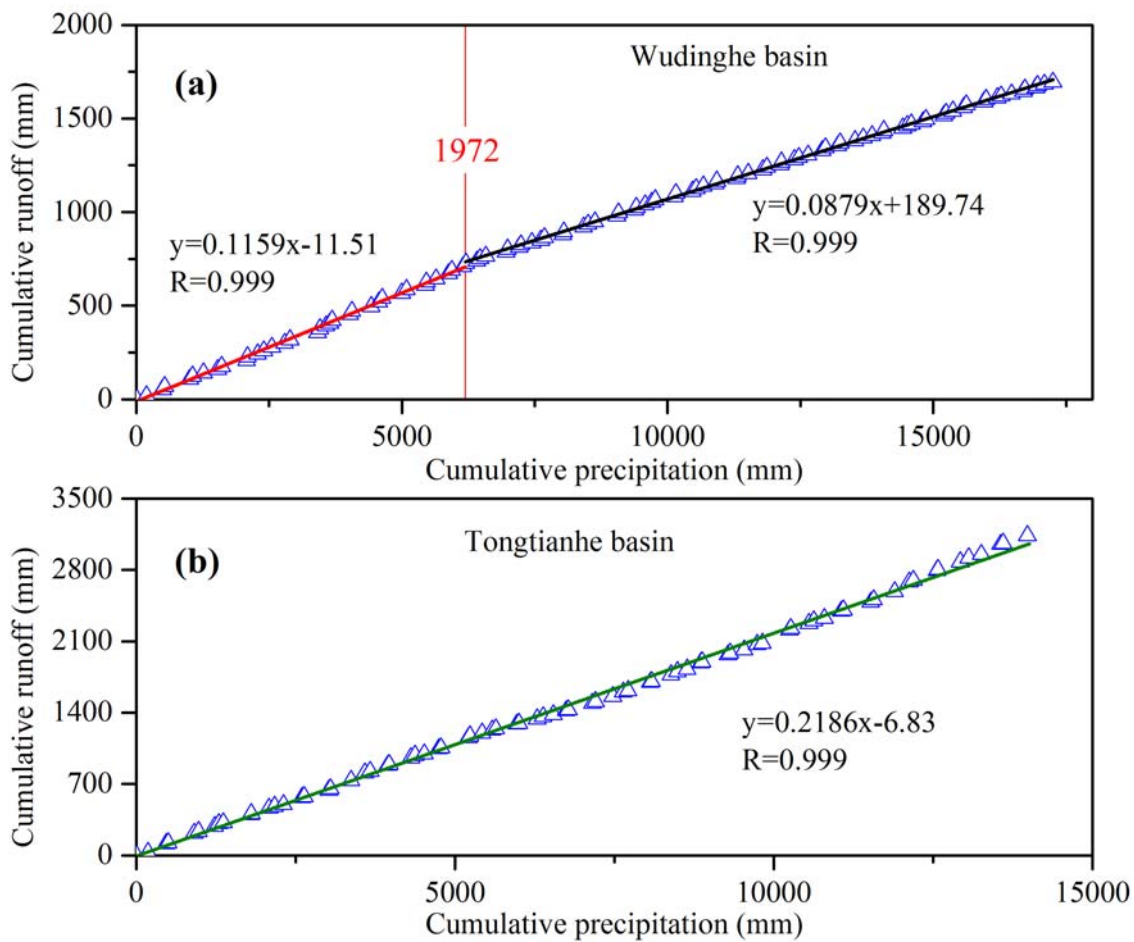 2000
1500
1000
500
0
Cumulative runoff (mm)
(a)
Wudinghe basin
1972
y=0.1159x-11.51
R=0.999
y=0.0879x+189.74
R=0.999
0 5000 10000 15000
Cumulative precipitation (mm)
3500
2800
2100
1400
700
0
Cumulative runoff (mm)
(b)
Tongtianhe basin
y=0.2186x-6.83
R=0.999
0 5000 10000 15000
Cumulative precipitation (mm)